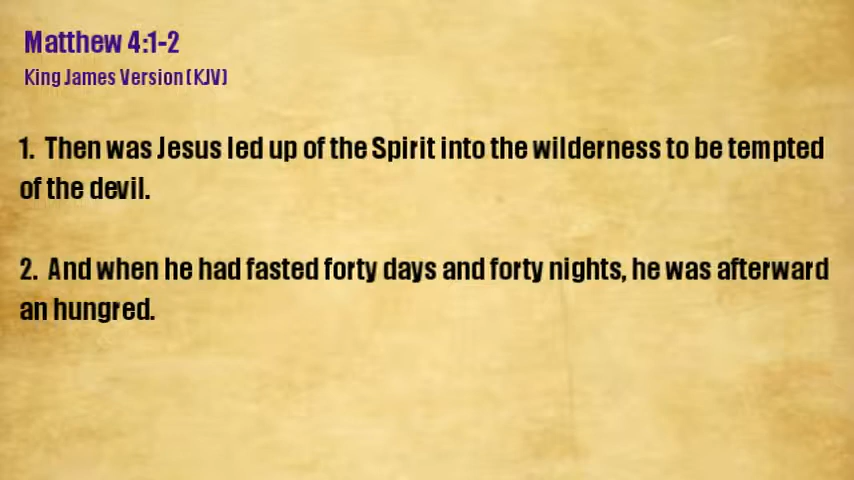 Matthew 4:1-2
King James Version (KJV)
1. Then was Jesus led up of the Spirit into the wilderness to be tempted
of the devil.
2. And when he had fasted forty days and forty nights, he was afterward
an hungred.